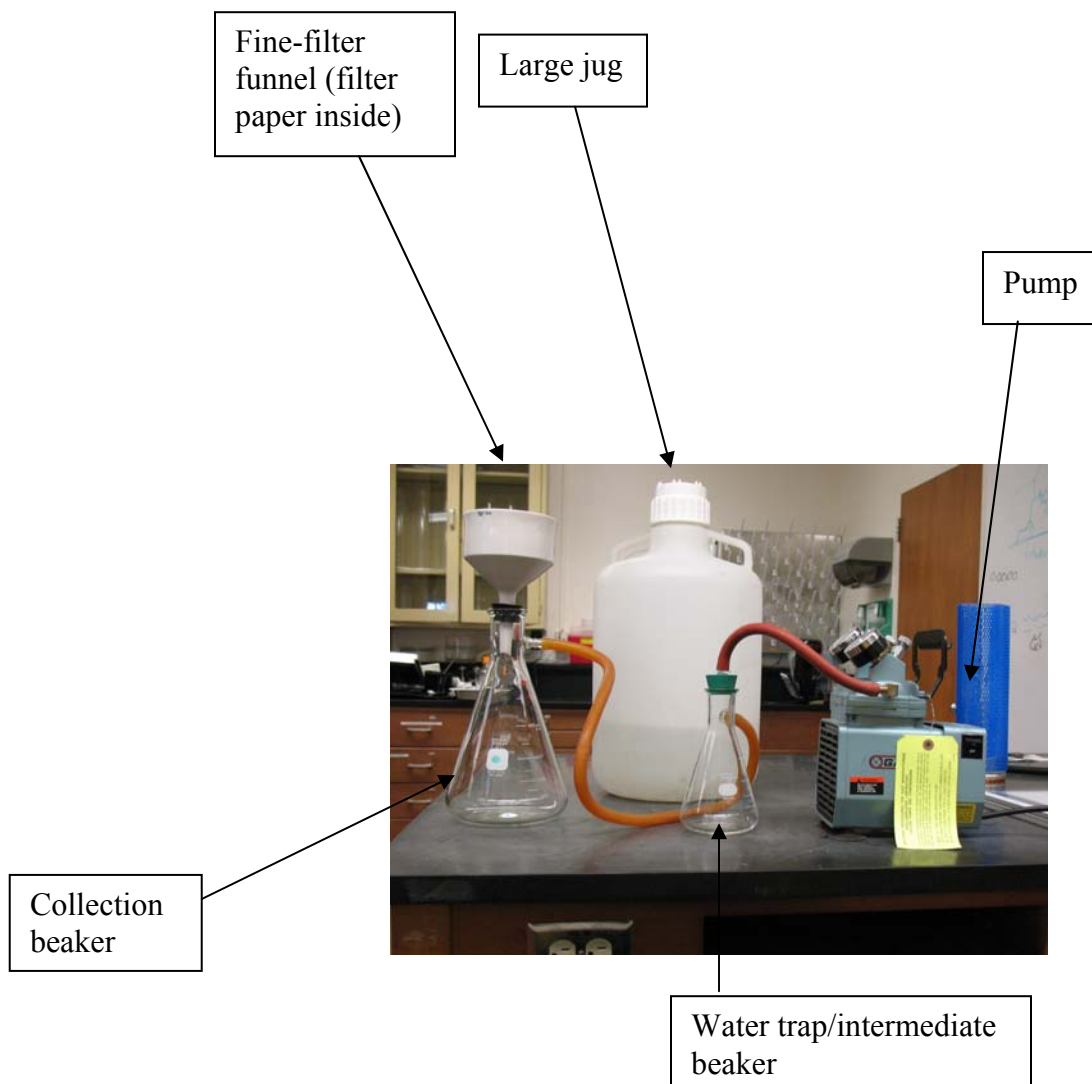 Fine-filter
funnel (filter
paper inside)
Large jug
Pump
Collection
beaker
Water trap/intermediate
beaker